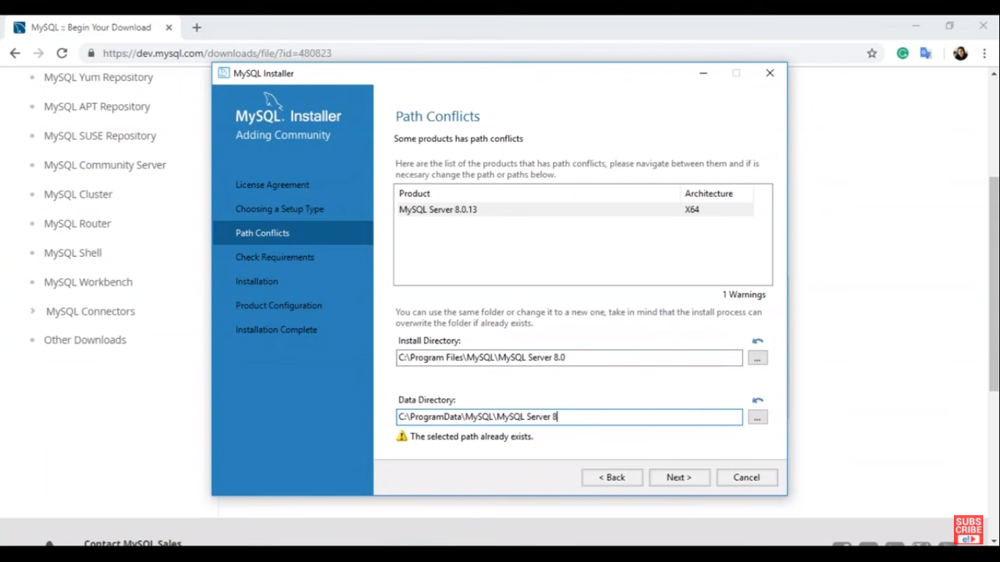 MySQL :: Begin Your Download
https://dev.mysql.com/downloads/file/?id=480823
MySQL Yum Repository
MySQL APT Repository
MySQL SUSE Repository
MySQL Community Server
MySQL Cluster
MySQL Router
MySQL Shell
MySQL Workbench
MySQL Connectors
Other Downloads
Contact MySQL Sales
MySQL Installer
MySQL. Installer
Adding Community
License Agreement
Choosing a Setup Type
Path Conflicts
Check Requirements
Installation
Product Configuration
Installation Complete
Path Conflicts
Some products has path conflicts
Here are the list of the products that has path conflicts, please navigate between them and if is
necesary change the path or paths below.
Product Architecture
MySQL Server 8.0.13 X64
1 Warnings
You can use the same folder or change it to a new one, take in mind that the install process can
overwrite the folder if already exists.
Install Directory:
C:\Program Files\MySQL\MySQL Server 8.0
...
Data Directory:
C:\ProgramData\MySQL\MySQL Server 8
...
The selected path already exists.
< Back Next > Cancel
SUBS
CRIBE
e!